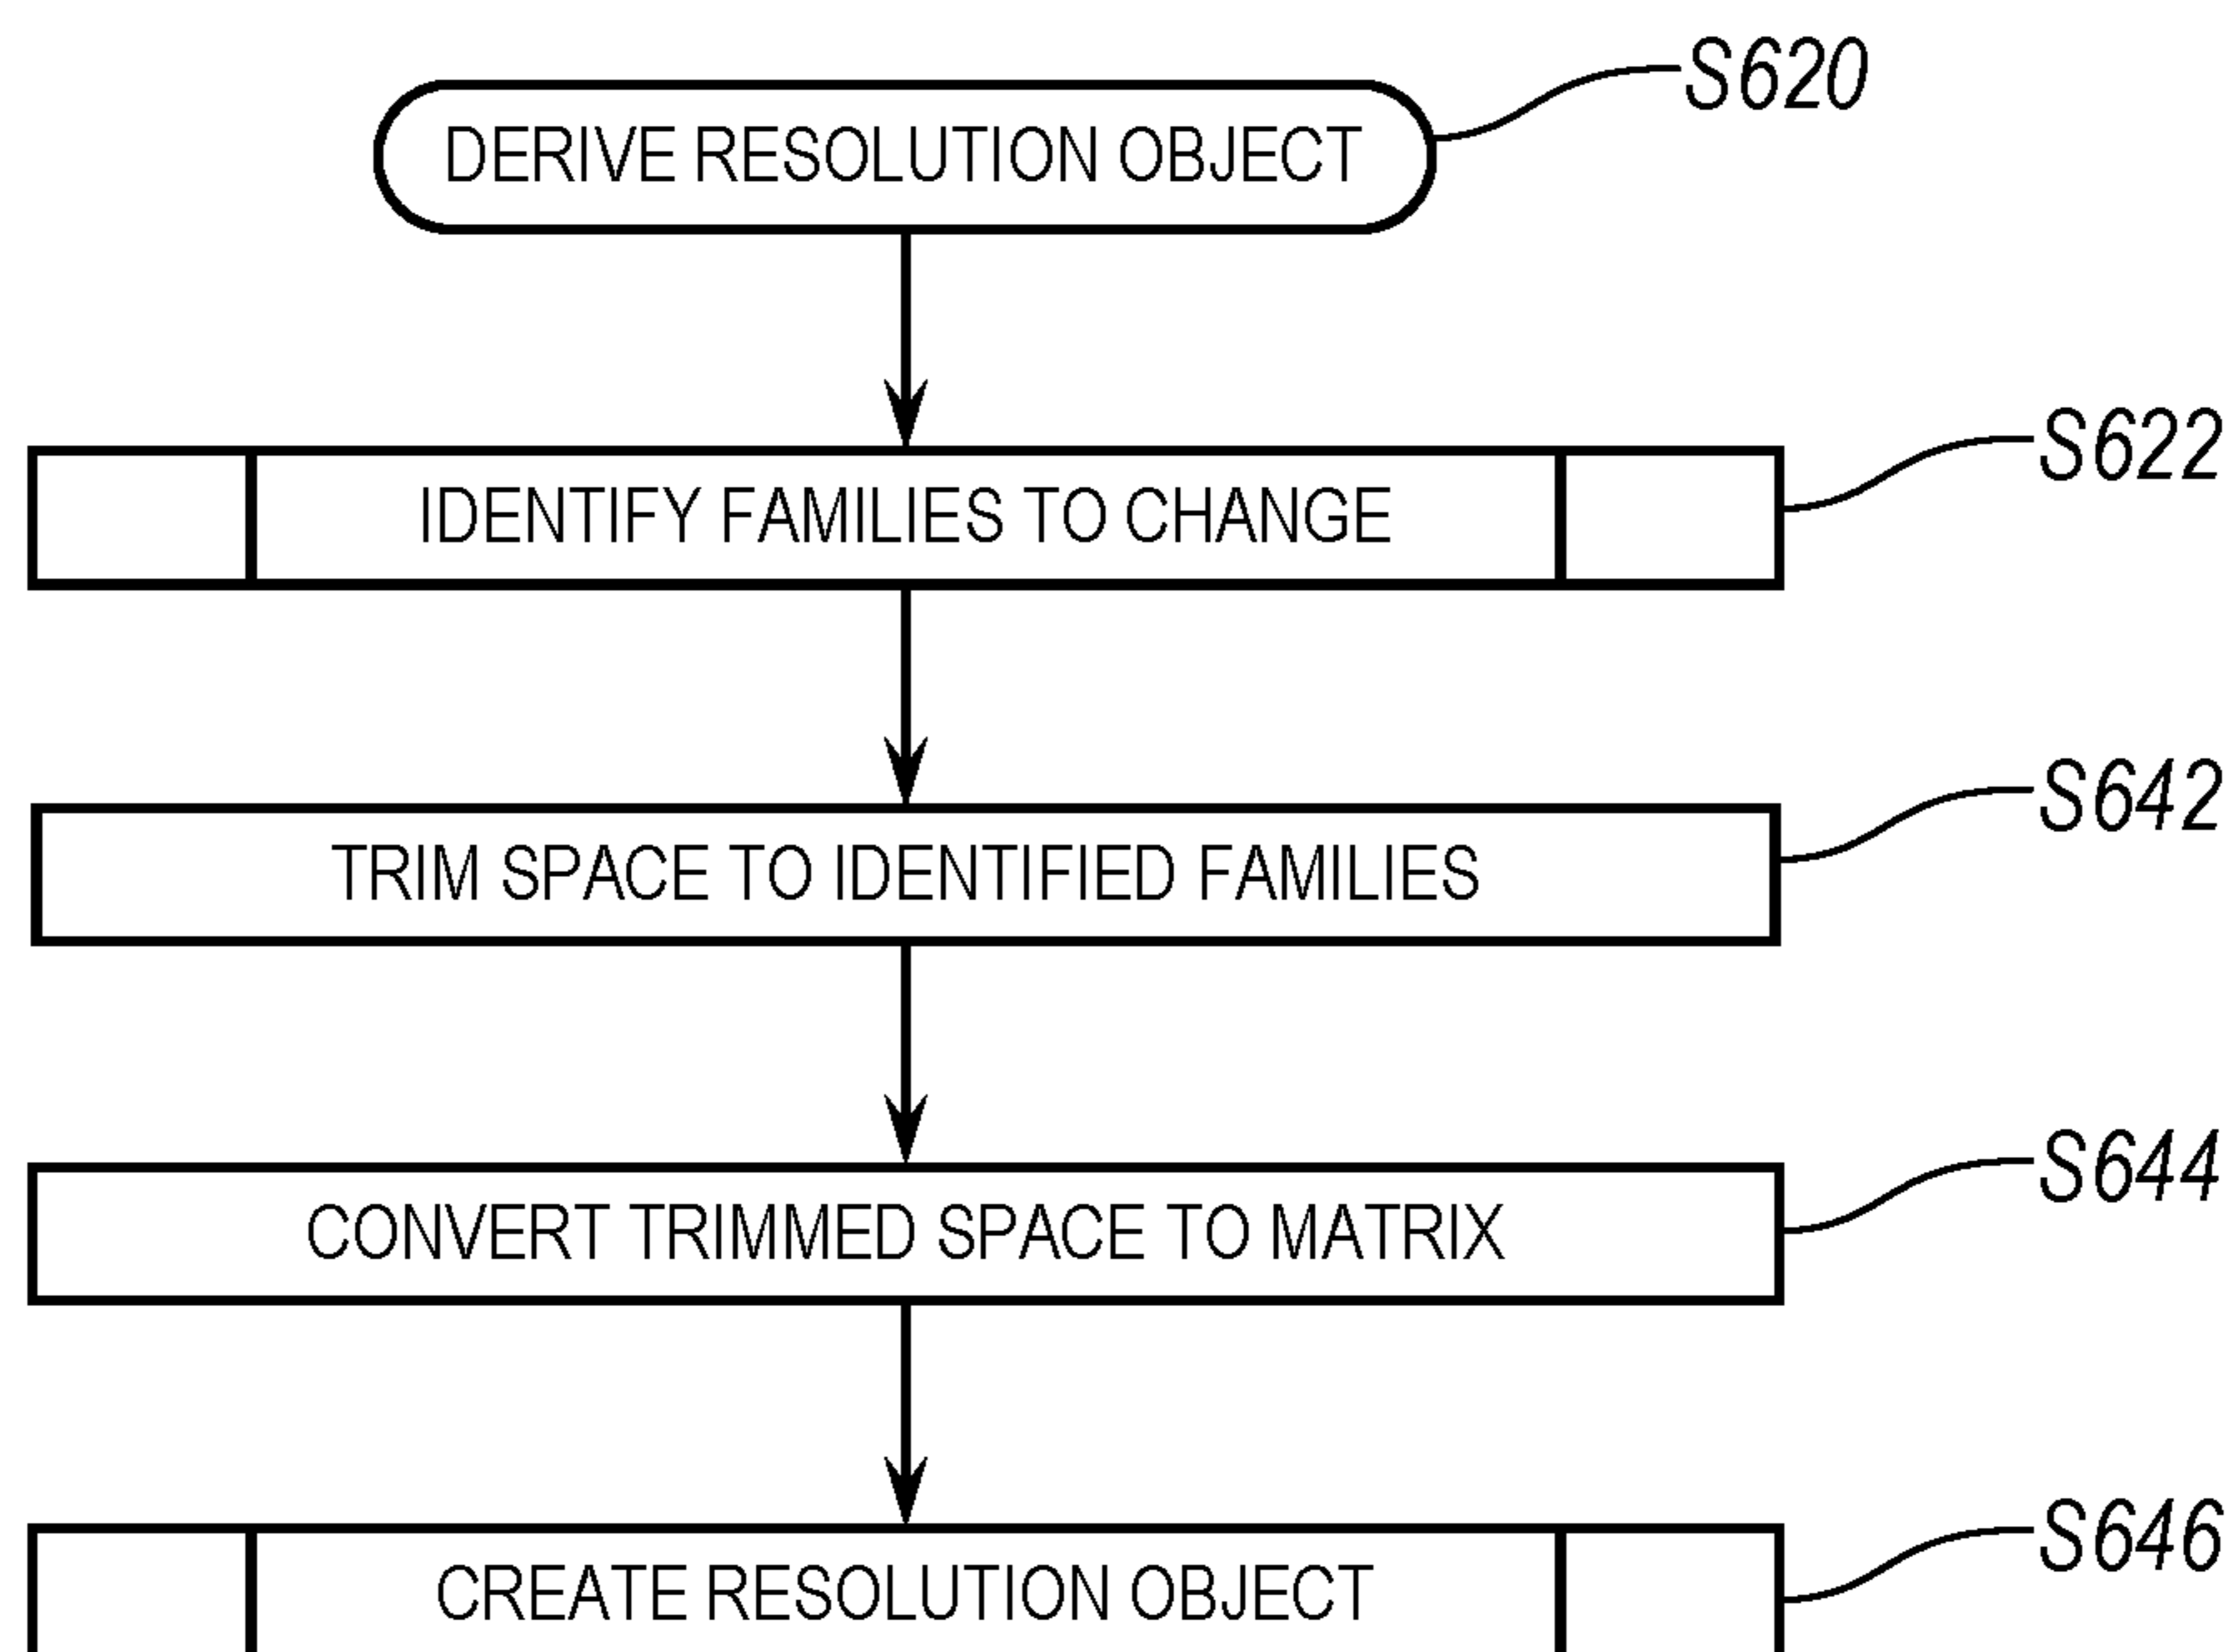 S620
DERIVE RESOLUTION OBJECT
S622
IDENTIFY FAMILIES TO CHANGE
S642
TRIM SPACE TO IDENTIFIED FAMILIES
S644
CONVERT TRIMMED SPACE TO MATRIX
S646
CREATE RESOLUTION OBJECT